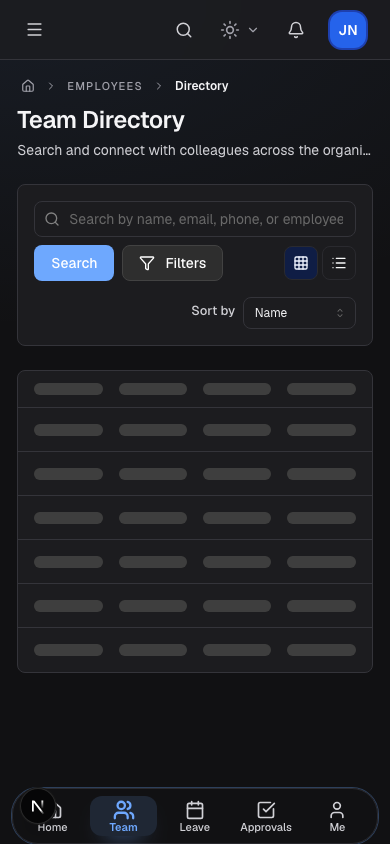 JN
EMPLOYEES
Directory
Team Directory
Search and connect with colleagues across the organi...
Search by name, email, phone, or employee
Search
Filters
Sort by
Name
N
Home
Team
Leave
Approvals
Me